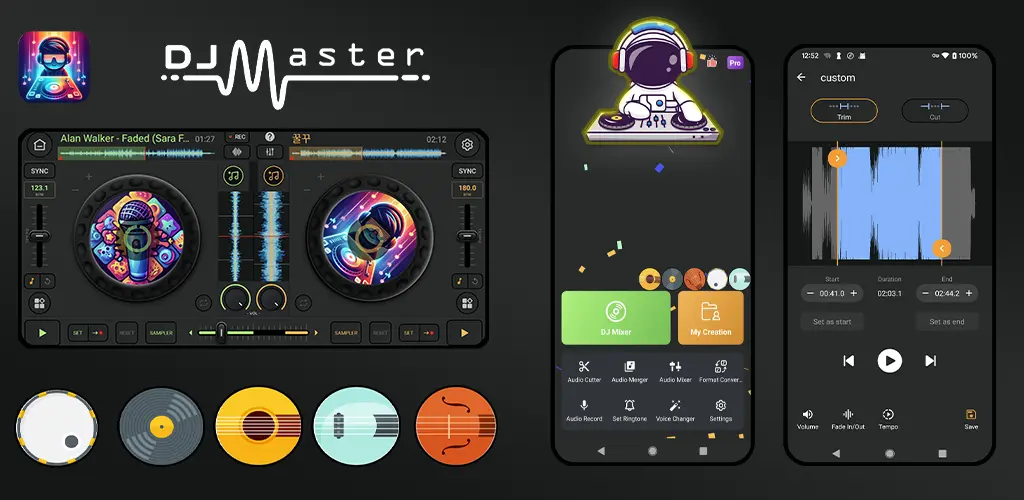 DJ Master
Alan Walker - Faded (Sara F... 01:27
REC
꿀꾸 02:12
SYNC
123.1
BPM
SYNC
180.0
BPM
VOL
SET
RESET
SAMPLER
SAMPLER
RESET
SET
Pro
DJ Mixer
My Creation
Audio Cutter
Audio Merger
Audio Mixer
Format Conver...
Audio Record
Set Ringtone
Voice Changer
Settings
12:52
100%
custom
Trim
Cut
Start
Duration
End
00:41.0
02:03.1
02:44.2
Set as start
Set as end
Volume
Fade In/Out
Tempo
Save